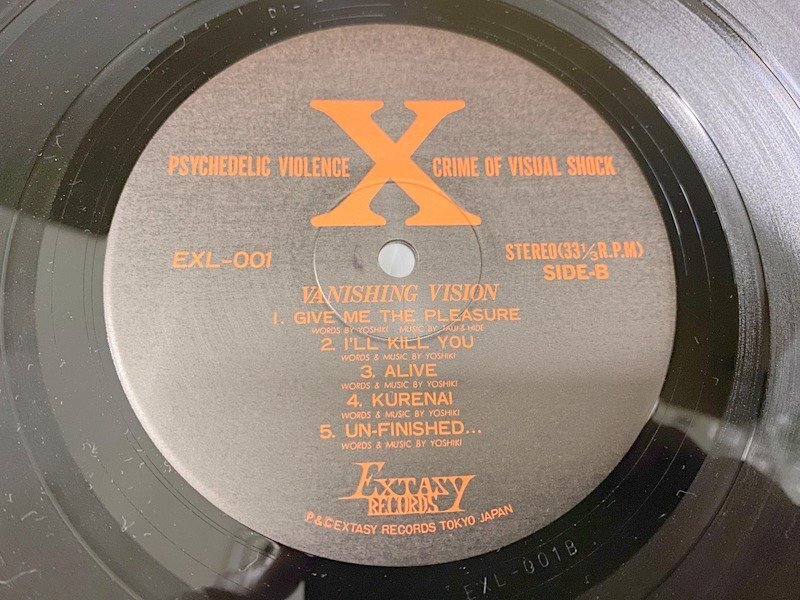 X
PSYCHEDELIC VIOLENCE CRIME OF VISUAL SHOCK
EXL-001
STEREO(33 1/3 R.P.M)
SIDE-B
VANISHING VISION
1. GIVE ME THE PLEASURE
WORDS BY YOSHIKI MUSIC BY TAIJI & HIDE
2. I'LL KILL YOU
WORDS & MUSIC BY YOSHIKI
3. ALIVE
WORDS & MUSIC BY YOSHIKI
4. KURENAI
WORDS & MUSIC BY YOSHIKI
5. UN-FINISHED...
WORDS & MUSIC BY YOSHIKI
EXTASY
RECORDS
P&C EXTASY RECORDS TOKYO JAPAN
EXL-001B